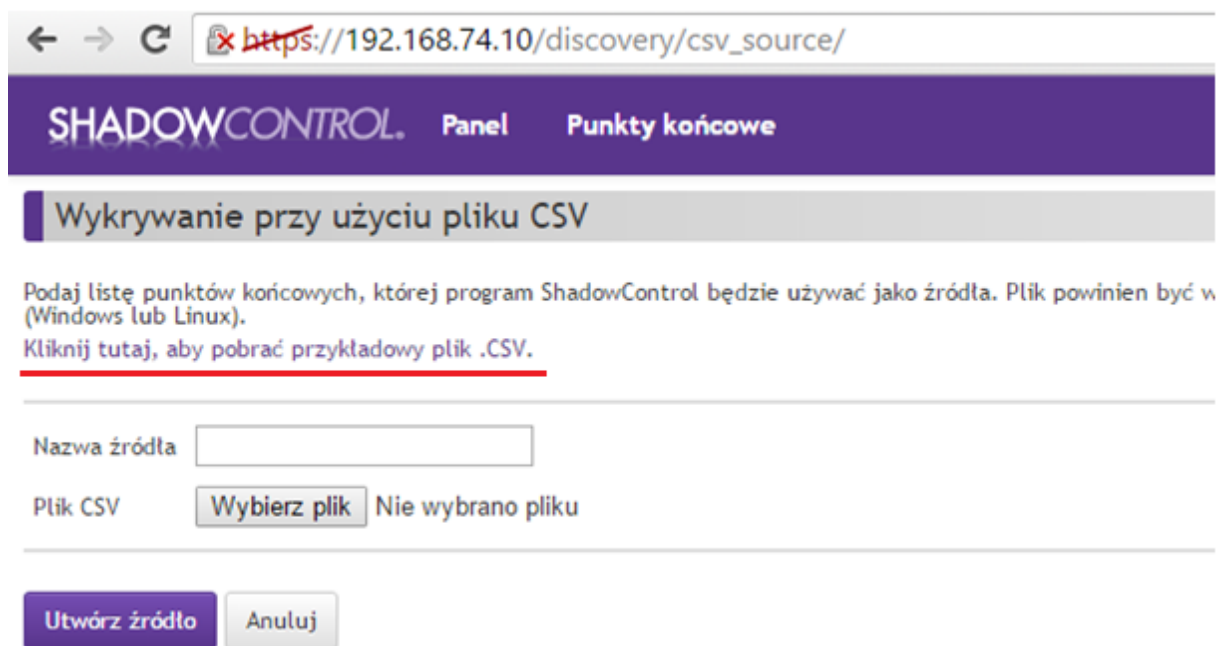 https://192.168.74.10/discovery/csv_source/
SHADOWCONTROL. Panel Punkty końcowe
Wykrywanie przy użyciu pliku CSV
Podaj listę punktów końcowych, której program ShadowControl będzie używać jako źródła. Plik powinien być w
(Windows lub Linux).
Kliknij tutaj, aby pobrać przykładowy plik .CSV.
Nazwa źródła
Plik CSV Wybierz plik Nie wybrano pliku
Utwórz źródło Anuluj